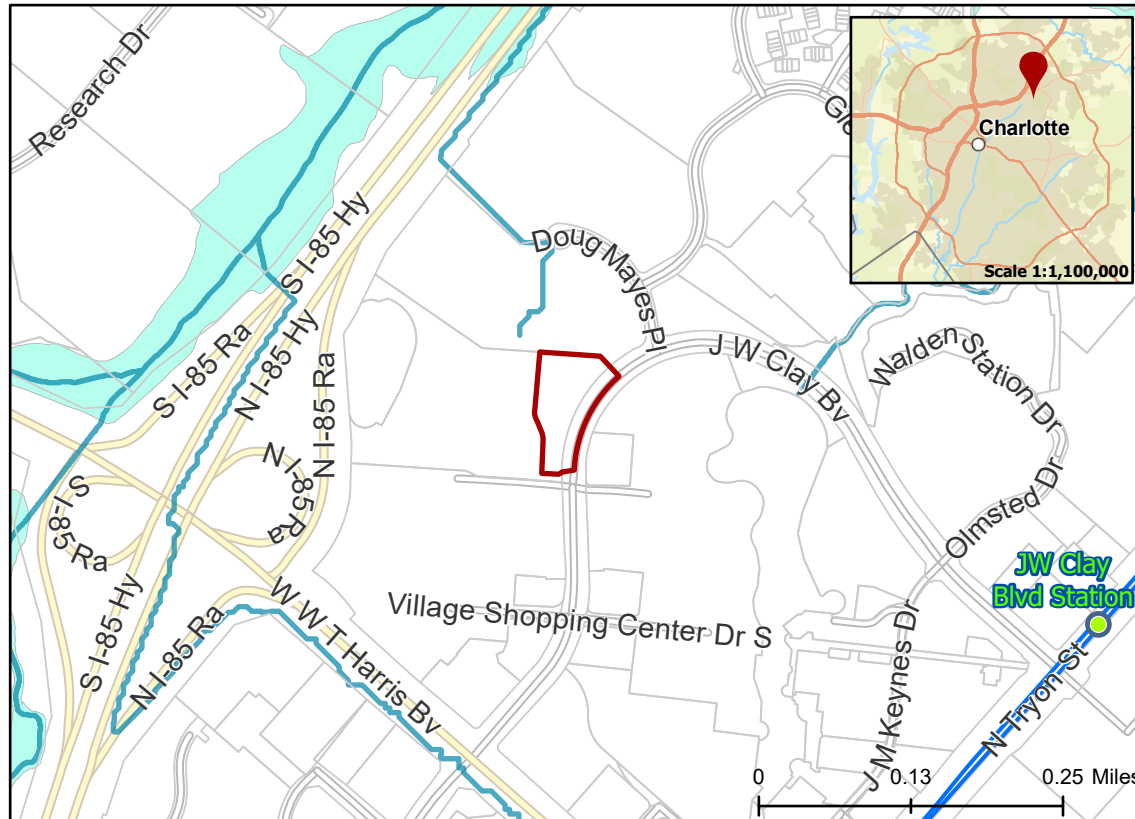 Research Dr
Gle
Charlotte
Scale 1:1,100,000
S I-85 Hy
Doug Mayes Pl
N I-85 Hy
S I-85 Ra
N I-85 Ra
J W Clay Bv
Walden Station Dr
N I-85 Ra
S I-85 Ra
Olmsted Dr
JW Clay
Blvd Station
S I-85 Hy
N I-85 Ra
W W T Harris Bv
Village Shopping Center Dr S
J M Keynes Dr
N Tryon St
0 0.13 0.25 Miles